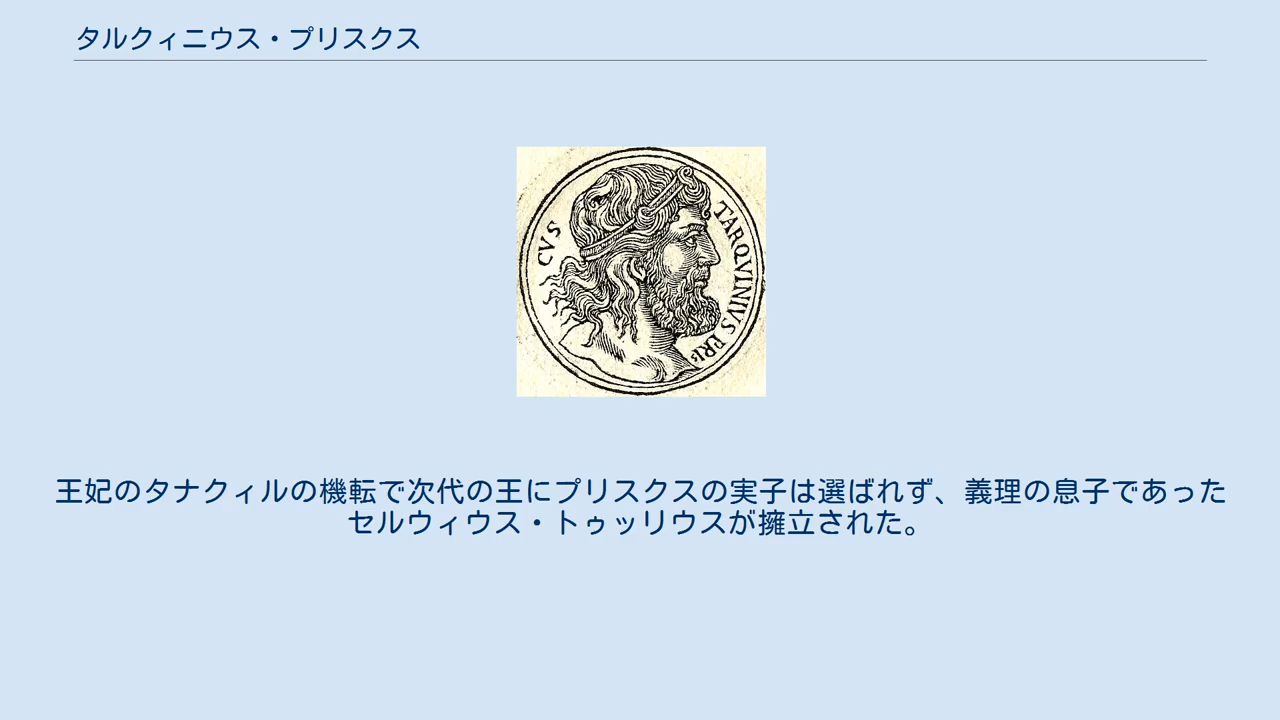 タルクィニウス・プリスクス
CVS
TARQVINIVS PRIS
王妃のタナクィルの機転で次代の王にプリスクスの実子は選ばれず、義理の息子であった
セルウィウス・トゥッリウスが擁立された。